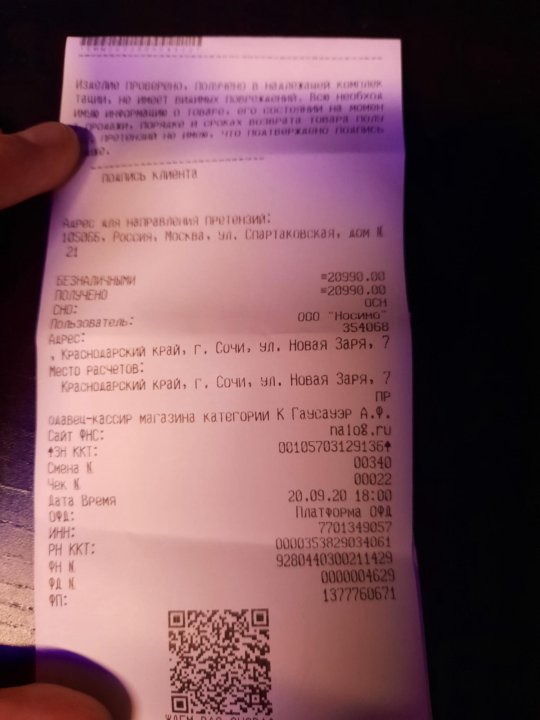 Изделие проверено, получено в надлежащей комплек
тации, не имеет видимых повреждений. Всю необход
имую информацию о товаре, его состоянии на момен
продажи, порядке и сроках возврата товара полу
претензий не имею, что подтверждено подпись
подпись клиента
Адрес для направления претензий:
105066, Россия, Москва, ул. Спартаковская, дом №
21
БЕЗНАЛИЧНЫМИ =20990.00
ПОЛУЧЕНО =20990.00
СНО: ОСН
Пользователь: ООО "Носимо"
354068
Адрес:
, Краснодарский край, г. Сочи, ул. Новая Заря, 7
Место расчетов:
Краснодарский край, г. Сочи, ул. Новая Заря, 7
ПР
одавец-кассир магазина категории К Гаусауэр А.Ф.
Сайт ФНС: nalog.ru
ЗН ККТ: 00105703129136
Смена № 00340
Чек № 00022
Дата Время 20.09.20 18:00
ОФД: Платформа ОФД
ИНН: 7701349057
РН ККТ: 0000353829034061
ФН № 9280440300211429
ФД № 0000004629
ФП: 1377760671